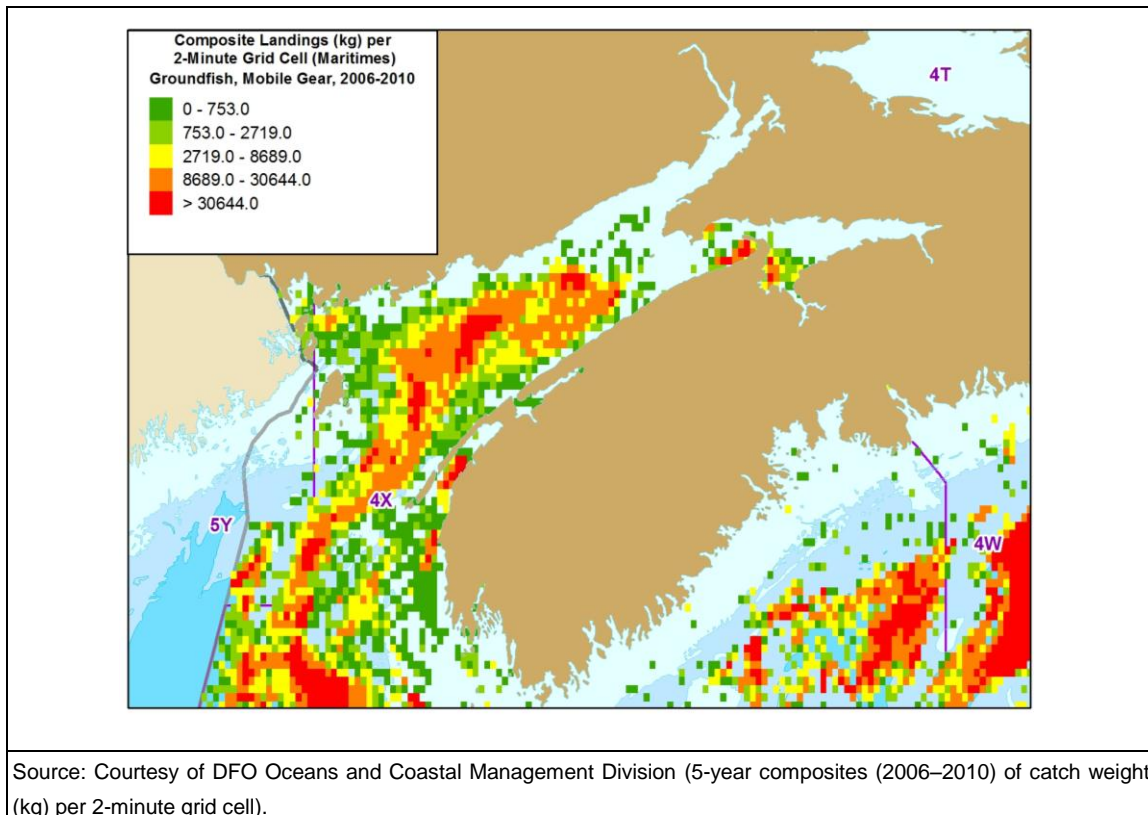 Composite Landings (kg) per
2-Minute Grid Cell (Maritimes)
Groundfish, Mobile Gear, 2006-2010
0 - 753.0
753.0 - 2719.0
2719.0 - 8689.0
8689.0 - 30644.0
> 30644.0
4T
4X
5Y
4W
Source: Courtesy of DFO Oceans and Coastal Management Division (5-year composites (2006–2010) of catch weight
(kg) per 2-minute grid cell).